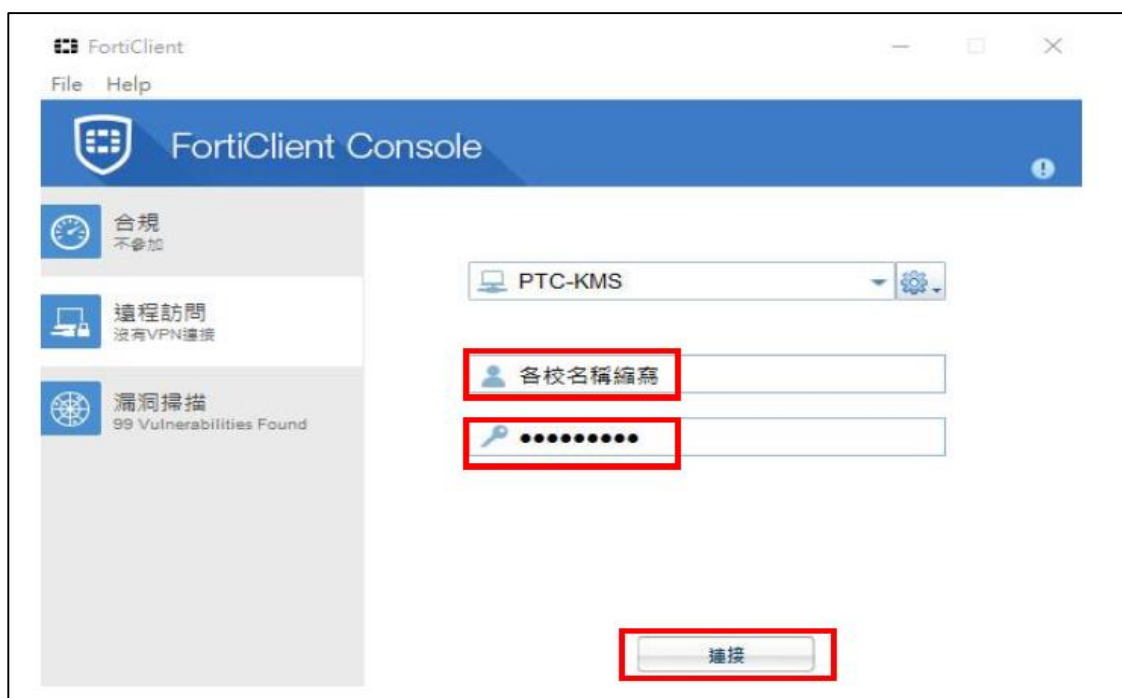 FortiClient
File Help
FortiClient Console
合規
不參加
遠程訪問
沒有VPN連接
漏洞掃描
99 Vulnerabilities Found
PTC-KMS
各校名稱縮寫
•••••••••
連接